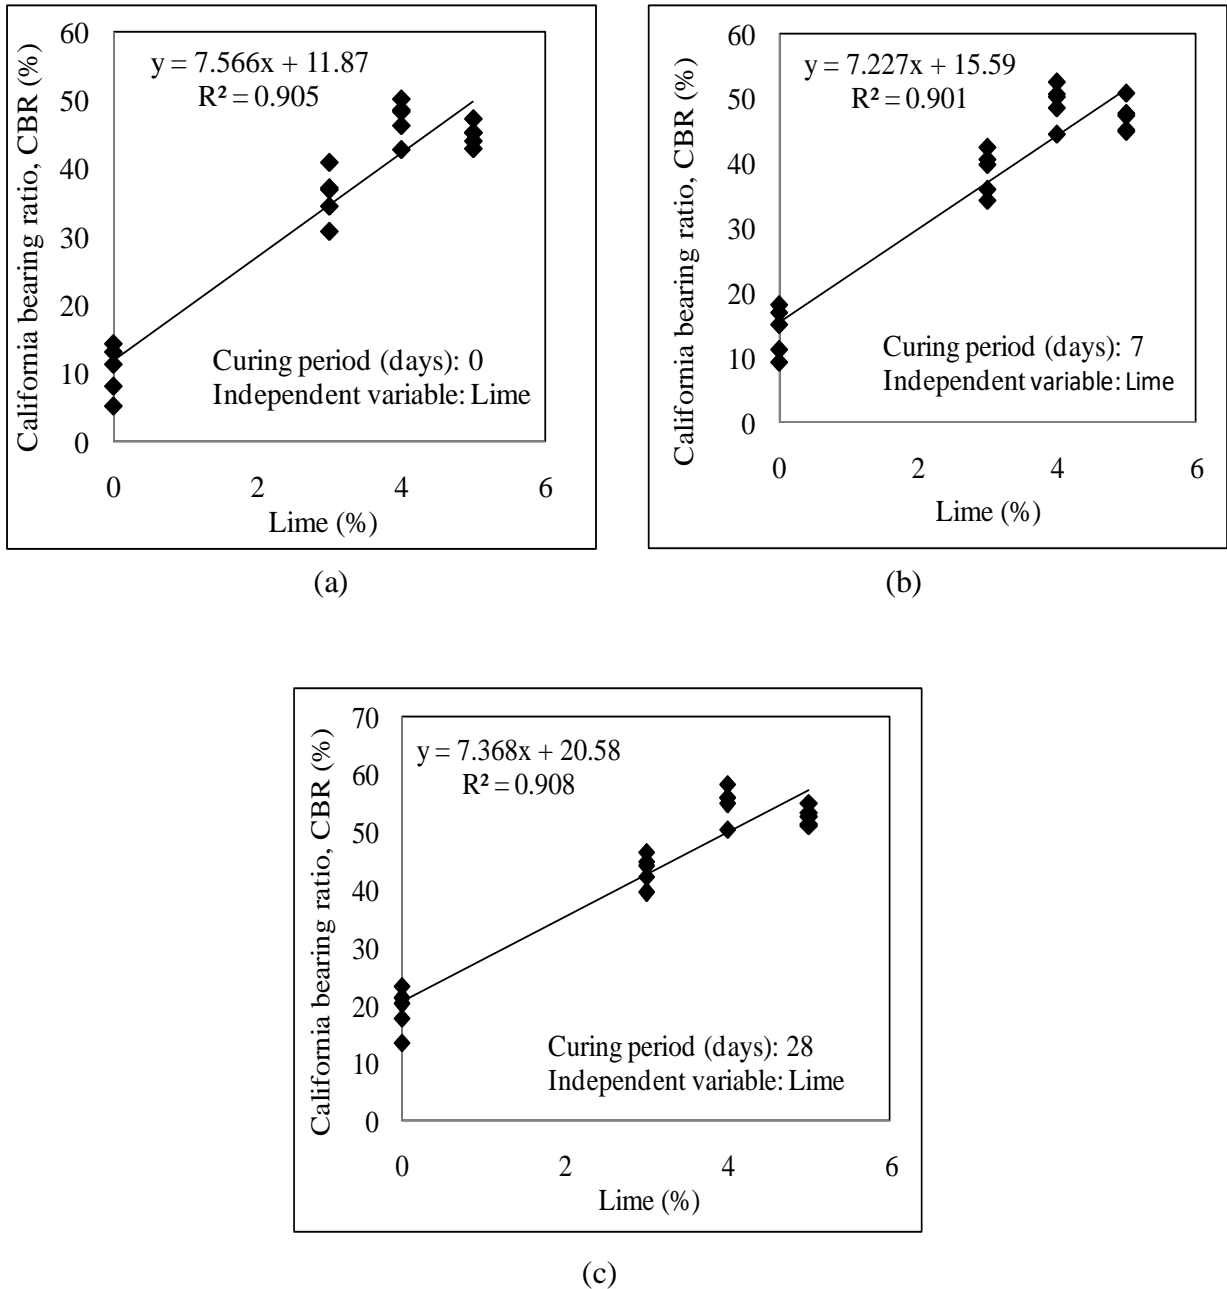 California bearing ratio, CBR (%)
60
50
40
30
20
10
0
y = 7.566x + 11.87
R² = 0.905
Curing period (days): 0
Independent variable: Lime
0 2 4 6
Lime (%)
(a)
California bearing ratio, CBR (%)
60
50
40
30
20
10
0
y = 7.227x + 15.59
R² = 0.901
Curing period (days): 7
Independent variable: Lime
0 2 4 6
Lime (%)
(b)
California bearing ratio, CBR (%)
70
60
50
40
30
20
10
0
y = 7.368x + 20.58
R² = 0.908
Curing period (days): 28
Independent variable: Lime
0 2 4 6
Lime (%)
(c)